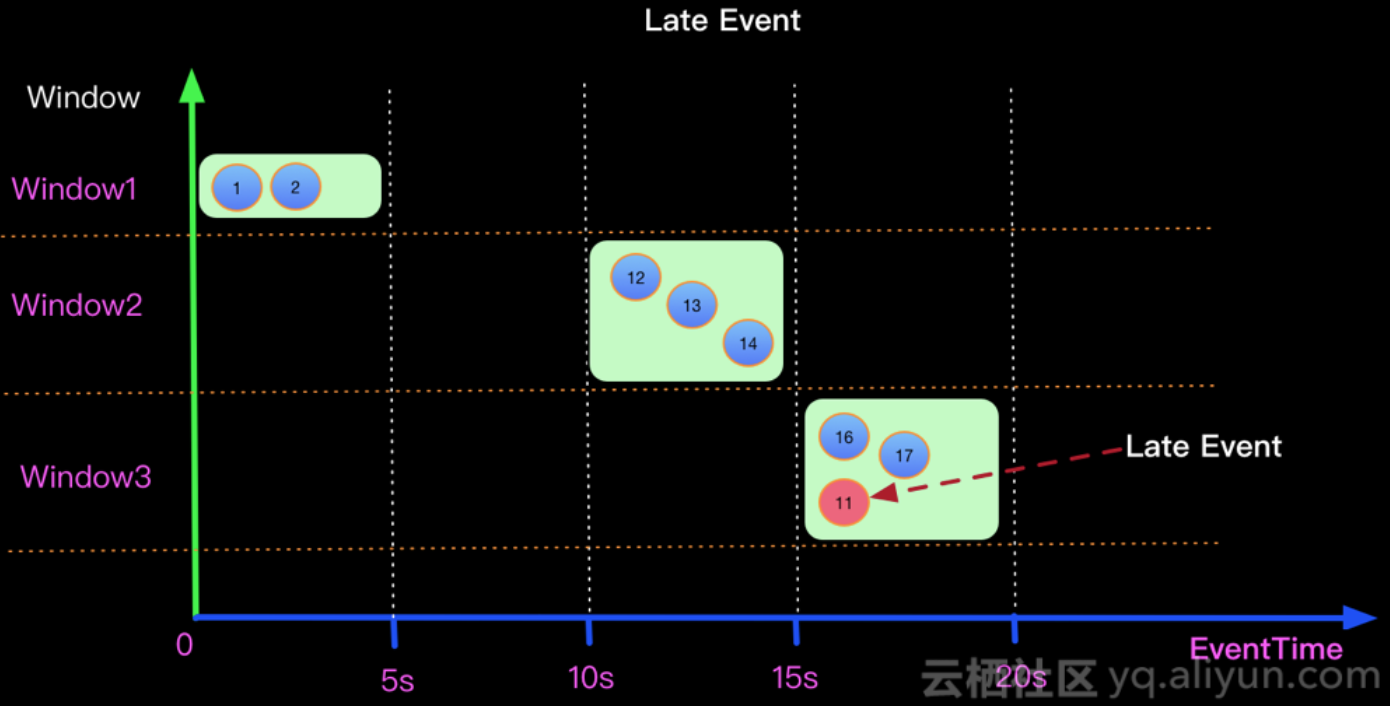 Late Event
Window
Window1
1 2
Window2
12
13
14
Window3
16
17
11
Late Event
0
5s
10s
15s
20s
EventTime
云栖社区 yq.aliyun.com